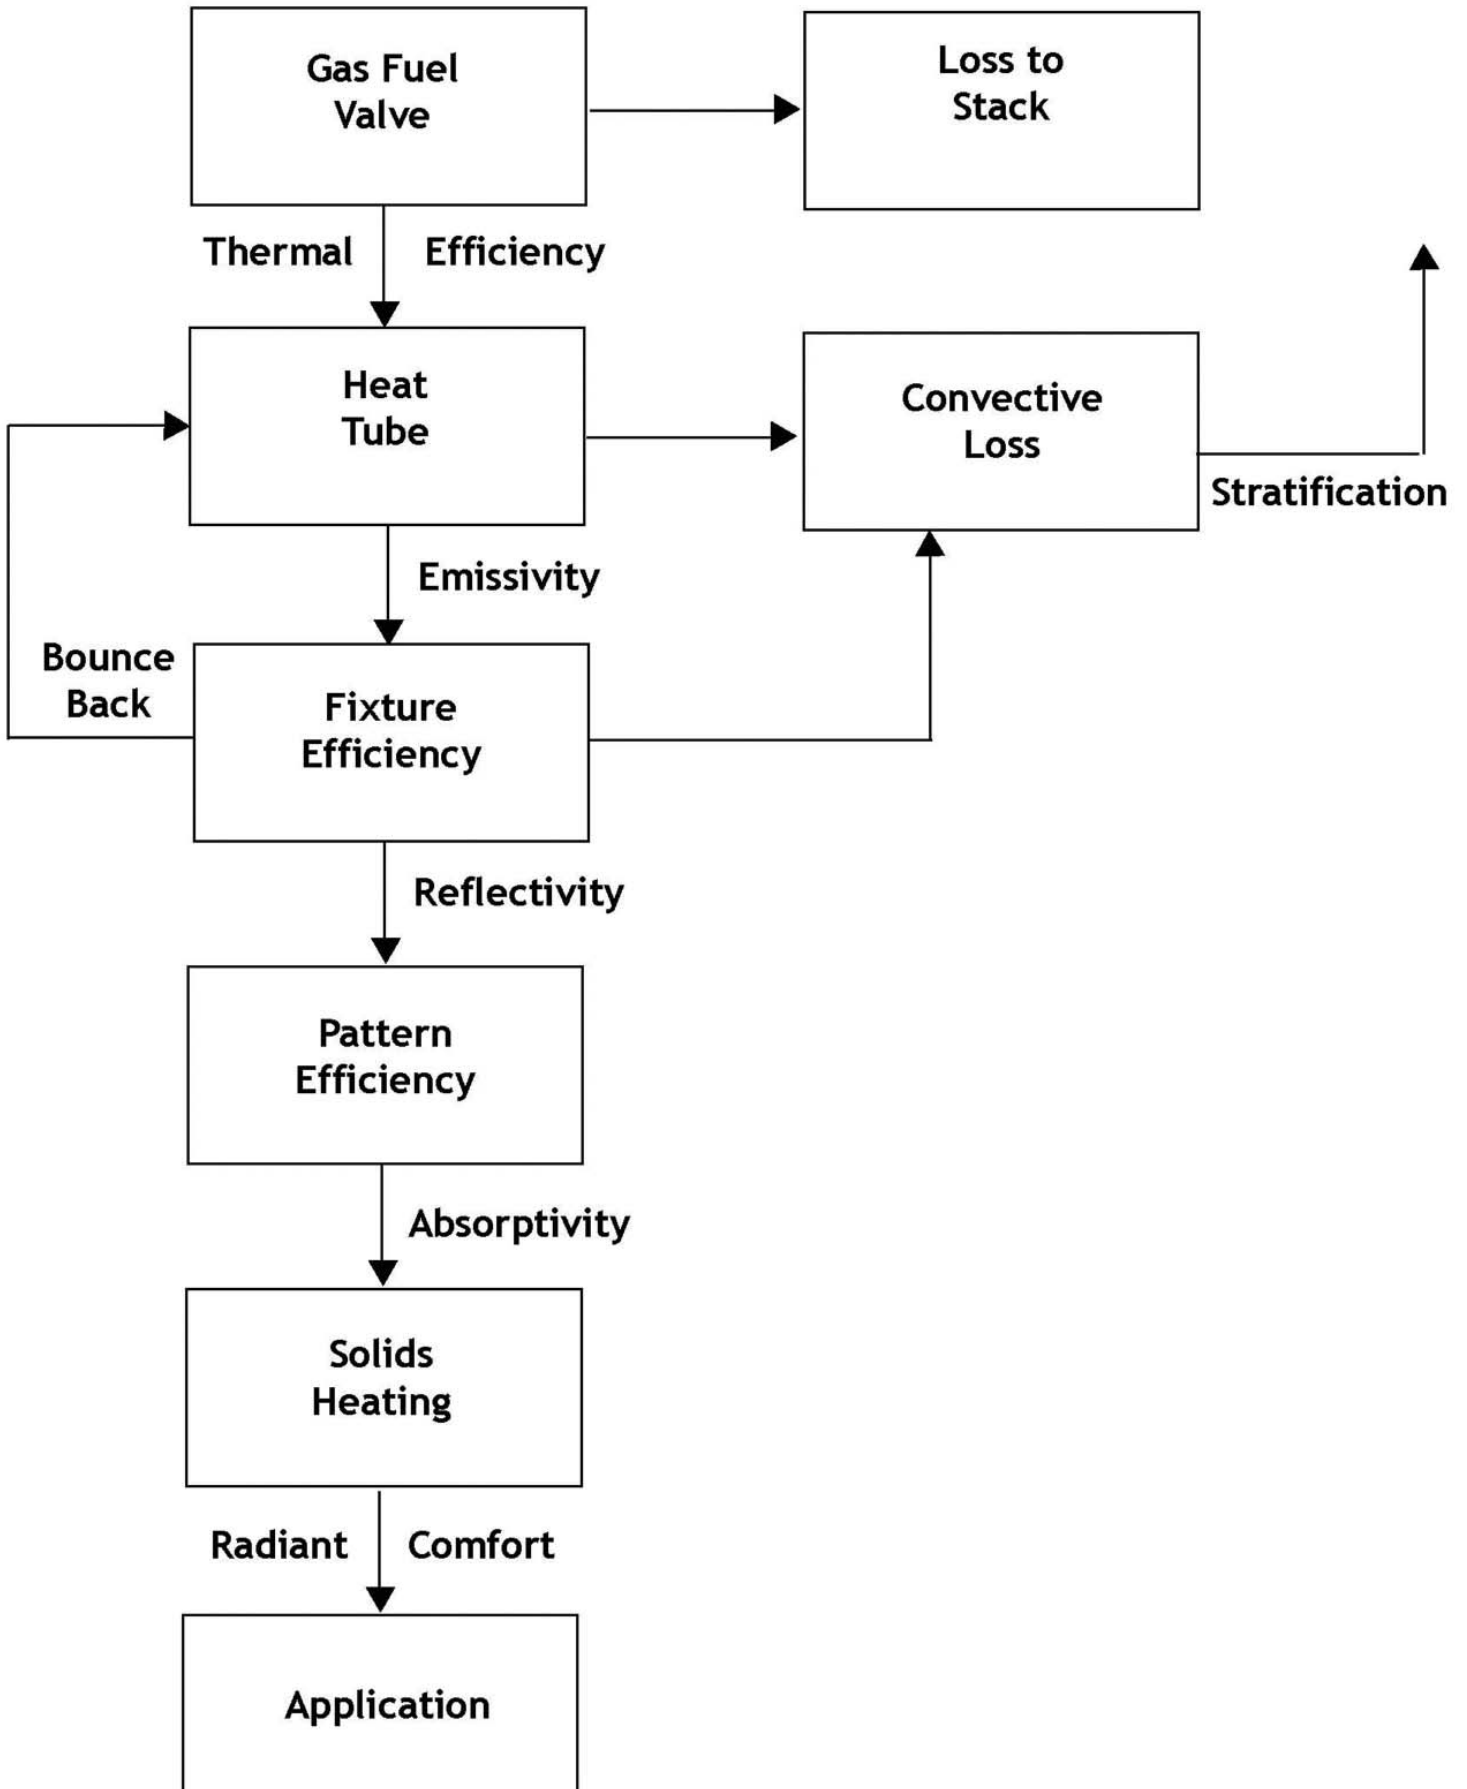 Gas Fuel
Valve
Loss to
Stack
Thermal Efficiency
Heat
Tube
Convective
Loss
Stratification
Emissivity
Bounce
Back
Fixture
Efficiency
Reflectivity
Pattern
Efficiency
Absorptivity
Solids
Heating
Radiant Comfort
Application